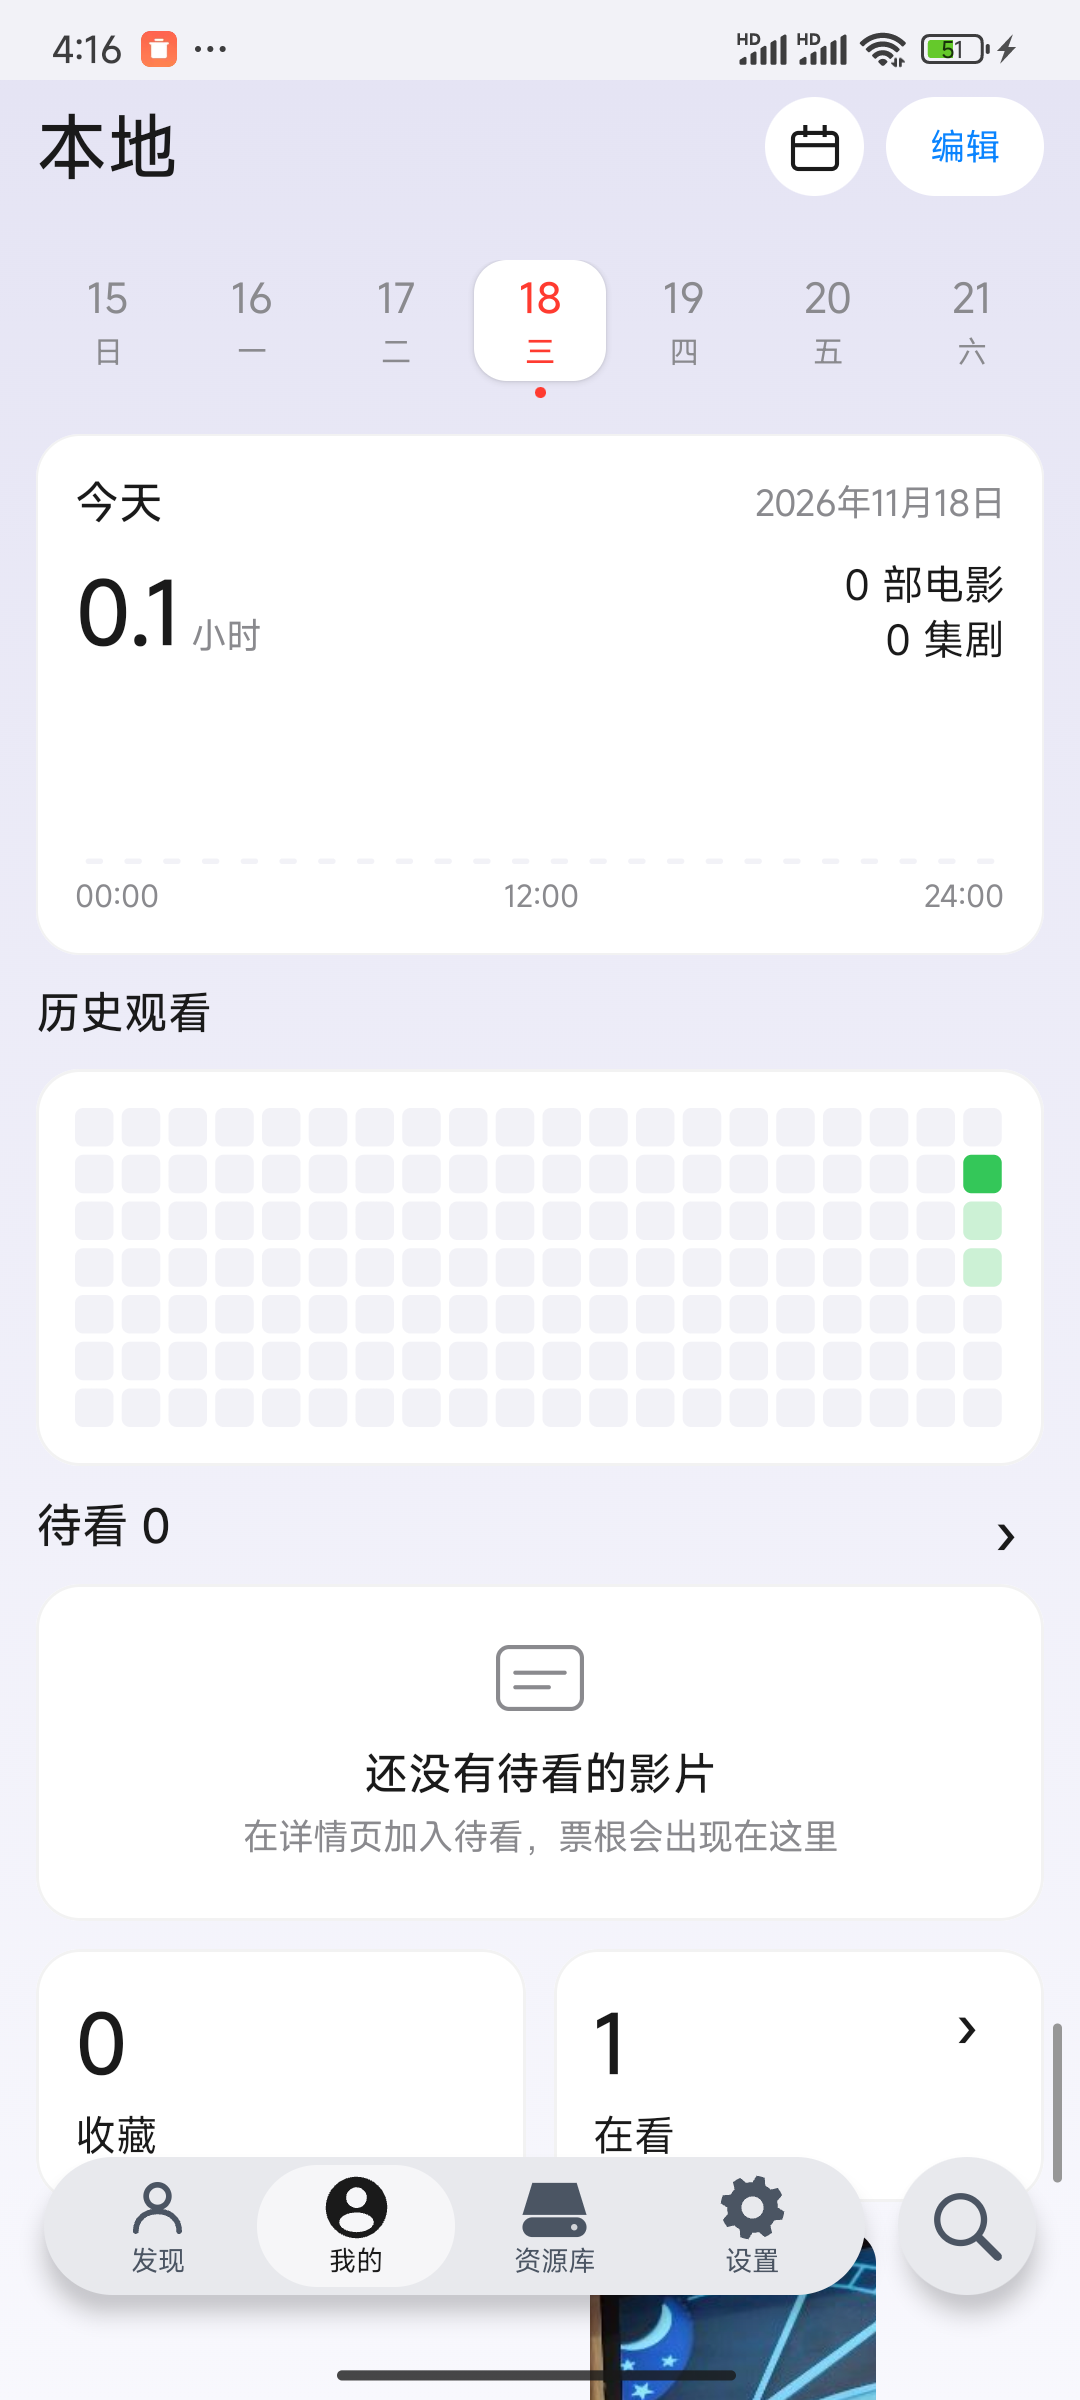 4:16
HD HD 51
本地
编辑
15 16 17 18 19 20 21
日 一 二 三 四 五 六
今天
2026年11月18日
0.1 小时
0 部电影
0 集剧
00:00 12:00 24:00
历史观看
待看 0
还没有待看的影片
在详情页加入待看，票根会出现在这里
0
收藏
1
在看
发现 我的 资源库 设置